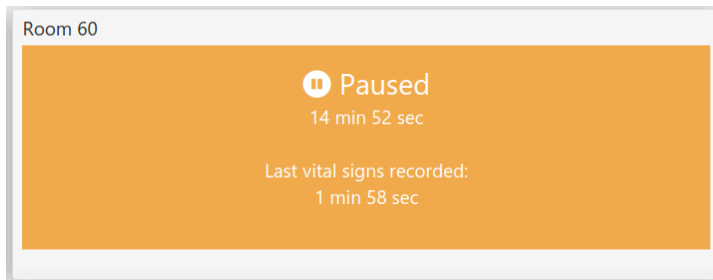 Room 60
Paused
14 min 52 sec
Last vital signs recorded:
1 min 58 sec